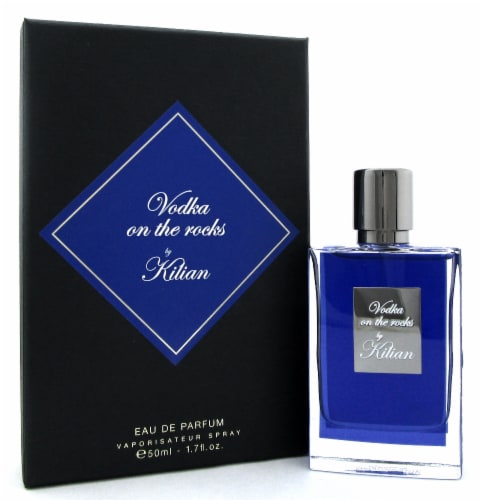 Vodka
on the rocks
by
Kilian
EAU DE PARFUM
VAPORISATEUR SPRAY
℮50ml - 1.7fl.oz.
Vodka
on the rocks
by
Kilian